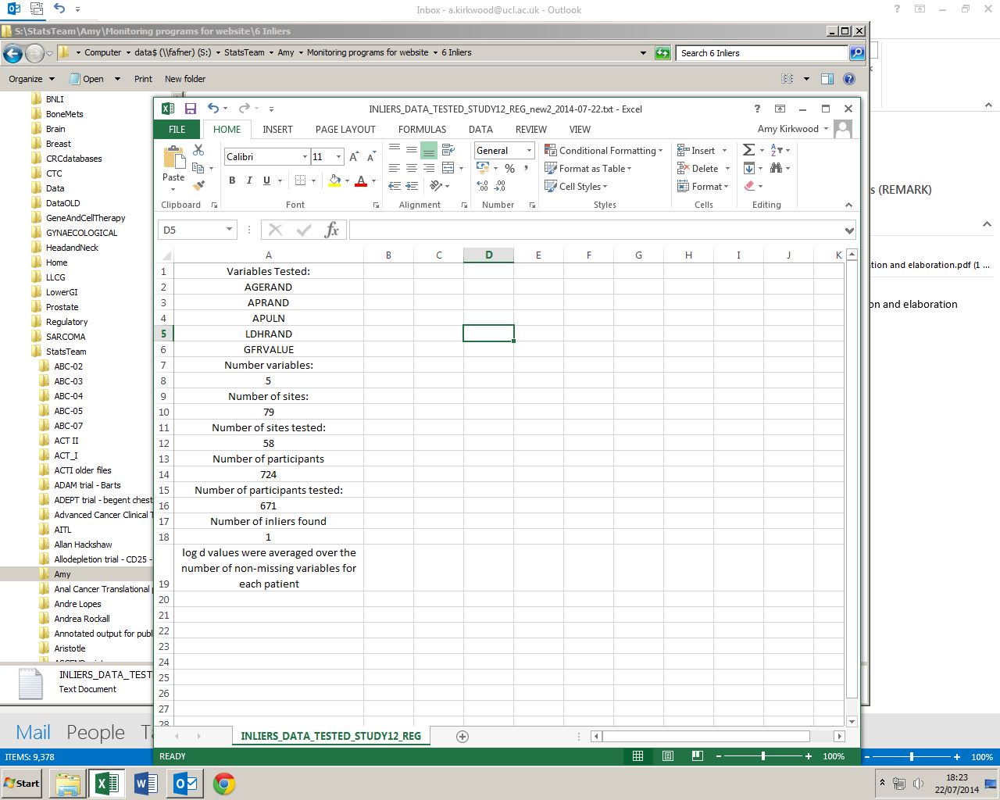 Inbox - a.kirkwood@ucl.ac.uk - Outlook
S:\StatsTeam\Amy\Monitoring programs for website\6 Inliers
Computer data$ (\\fafner) (S:) StatsTeam Amy Monitoring programs for website 6 Inliers
Search 6 Inliers
Organize Open Print New folder
BNLI
BoneMets
Brain
Breast
CRCdatabases
CTC
Data
DataOLD
GeneAndCellTherapy
GYNAECOLOGICAL
HeadandNeck
Home
LLCG
LowerGI
Prostate
Regulatory
SARCOMA
StatsTeam
ABC-02
ABC-03
ABC-04
ABC-05
ABC-07
ACT II
ACT_I
ACTI older files
ADAM trial - Barts
ADEPT trial - begent chest
Advanced Cancer Clinical T
AITL
Allan Hackshaw
Allodepletion trial - CD25 -
Amy
Anal Cancer Translational
Andre Lopes
Andrea Rockall
Annotated output for publ
Aristotle
INLIERS_DATA_TEST
Text Document
INLIERS_DATA_TESTED_STUDY12_REG_new2_2014-07-22.txt - Excel
FILE HOME INSERT PAGE LAYOUT FORMULAS DATA REVIEW VIEW
Amy Kirkwood
Paste
Calibri 11
B I U
General
Conditional Formatting
Format as Table
Cell Styles
Insert
Delete
Format
Clipboard Font Alignment Number Styles Cells Editing
D5
fx
A B C D E F G H I J K
1 Variables Tested:
2 AGERAND
3 APRAND
4 APULN
5 LDHRAND
6 GFRVALUE
7 Number variables:
8 5
9 Number of sites:
10 79
11 Number of sites tested:
12 58
13 Number of participants
14 724
15 Number of participants tested:
16 671
17 Number of inliers found
18 1
log d values were averaged over the
number of non-missing variables for
19 each patient
20
21
22
23
24
25
26
27
28
INLIERS_DATA_TESTED_STUDY12_REG
READY
100%
s (REMARK)
tion and elaboration.pdf (1 ...
on and elaboration
Mail People Ta
ITEMS: 9,378
100%
Start
18:23
22/07/2014